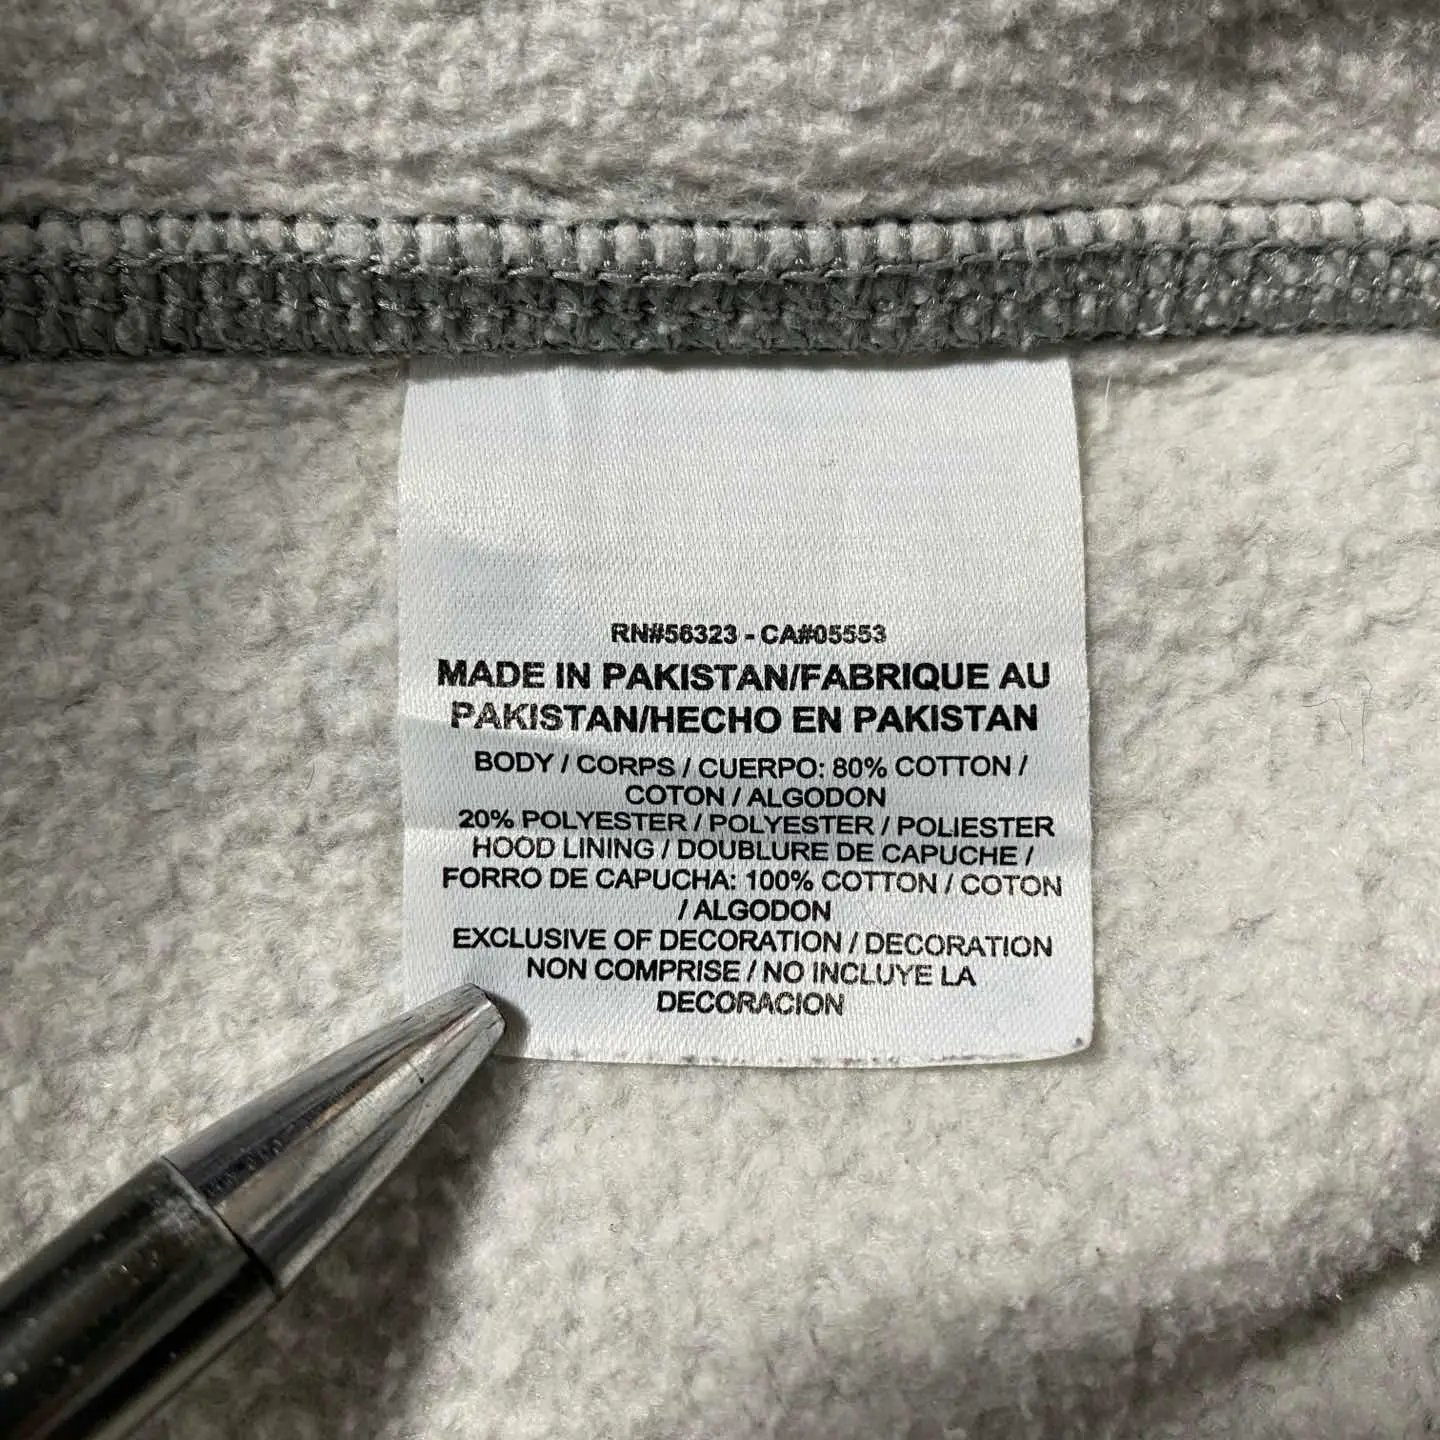 RN#56323 - CA#05553
MADE IN PAKISTAN/FABRIQUE AU
PAKISTAN/HECHO EN PAKISTAN
BODY / CORPS / CUERPO: 80% COTTON /
COTON / ALGODON
20% POLYESTER / POLYESTER / POLIESTER
HOOD LINING / DOUBLURE DE CAPUCHE /
FORRO DE CAPUCHA: 100% COTTON / COTON
/ ALGODON
EXCLUSIVE OF DECORATION / DECORATION
NON COMPRISE / NO INCLUYE LA
DECORACION